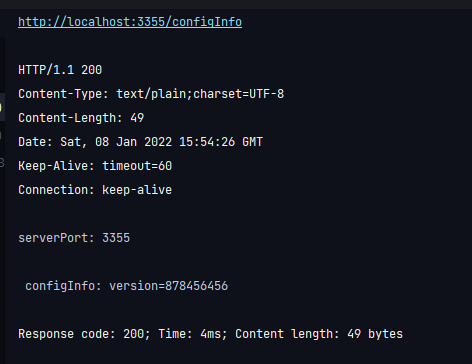 http://localhost:3355/configInfo
HTTP/1.1 200
Content-Type: text/plain;charset=UTF-8
Content-Length: 49
Date: Sat, 08 Jan 2022 15:54:26 GMT
Keep-Alive: timeout=60
Connection: keep-alive
serverPort: 3355
configInfo: version=878456456
Response code: 200; Time: 4ms; Content length: 49 bytes